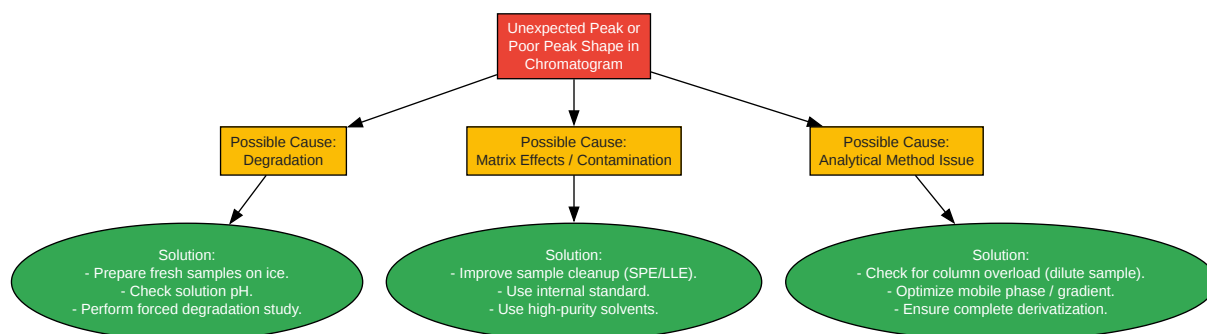 Unexpected Peak or
Poor Peak Shape in
Chromatogram
Possible Cause:
Degradation
Possible Cause:
Matrix Effects / Contamination
Possible Cause:
Analytical Method Issue
Solution:
- Prepare fresh samples on ice.
- Check solution pH.
- Perform forced degradation study.
Solution:
- Improve sample cleanup (SPE/LLE).
- Use internal standard.
- Use high-purity solvents.
Solution:
- Check for column overload (dilute sample).
- Optimize mobile phase / gradient.
- Ensure complete derivatization.